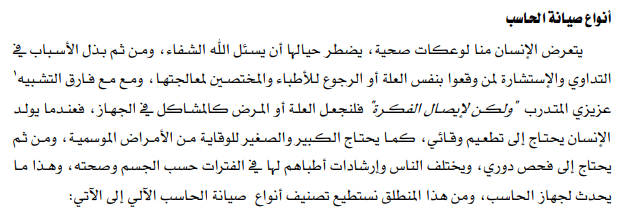 أنواع صيانة الحاسب
يتعرض الإنسان منا لوعكات صحية، يضطر حيالها أن يسئل الله الشفاء، ومن ثم بذل الأسباب في
التداوي والإستشارة لمن وقعوا بنفس العلة أو الرجوع للأطباء والمختصين لمعالجتها، ومع مع فارق التشبيه'
عزيزي المتدرب "ولكن لإيصال الفكرة" فلنجعل العلة أو المرض كالمشاكل في الجهاز، فعندما يولد
الإنسان يحتاج إلى تطعيم وقائي، كما يحتاج الكبير والصغير للوقاية من الأمراض الموسمية، ومن ثم
يحتاج إلى فحص دوري، ويختلف الناس وإرشادات أطباهم لها في الفترات حسب الجسم وصحته، وهذا ما
يحدث لجهاز الحاسب، ومن هذا المنطلق نستطيع تصنيف أنواع صيانة الحاسب الآلي إلى الآتي: